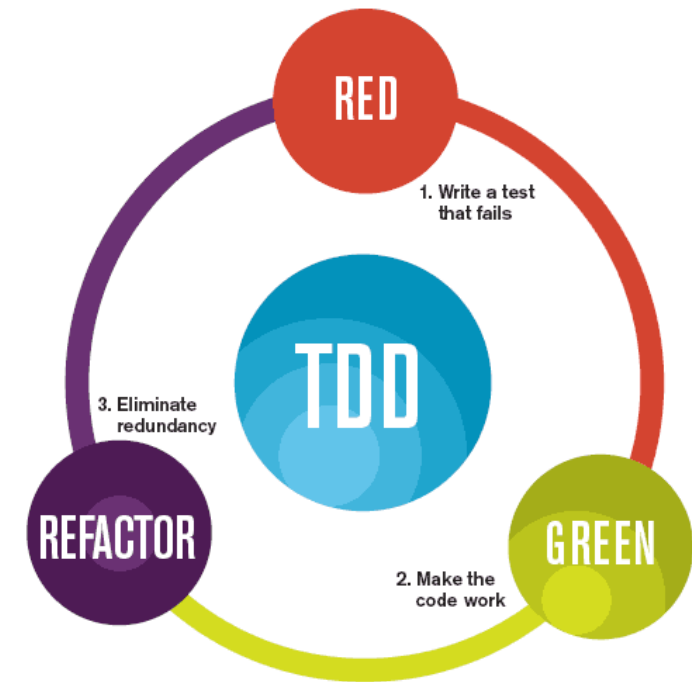 RED
1. Write a test
that fails
TDD
3. Eliminate
redundancy
REFACTOR
GREEN
2. Make the
code work